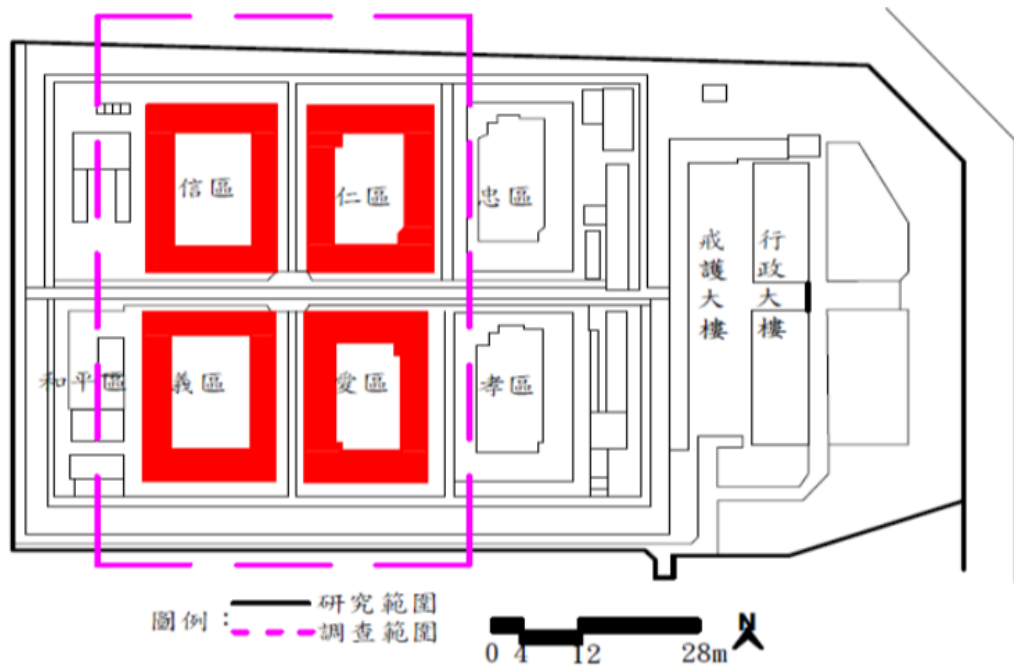 信區
仁區
忠區
戒護大樓
行政大樓
和平區
義區
愛區
孝區
圖例：
研究範圍
調查範圍
0 4 12 28m
N